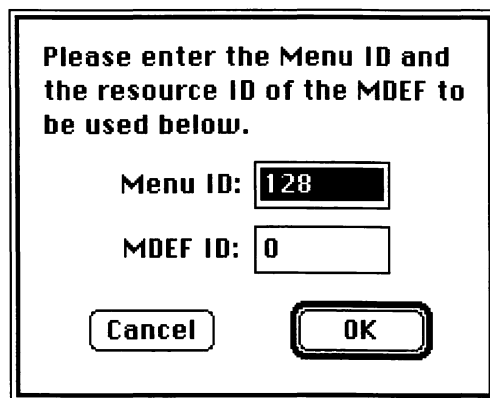 Please enter the Menu ID and
the resource ID of the MDEF to
be used below.
Menu ID: 128
MDEF ID: 0
Cancel OK